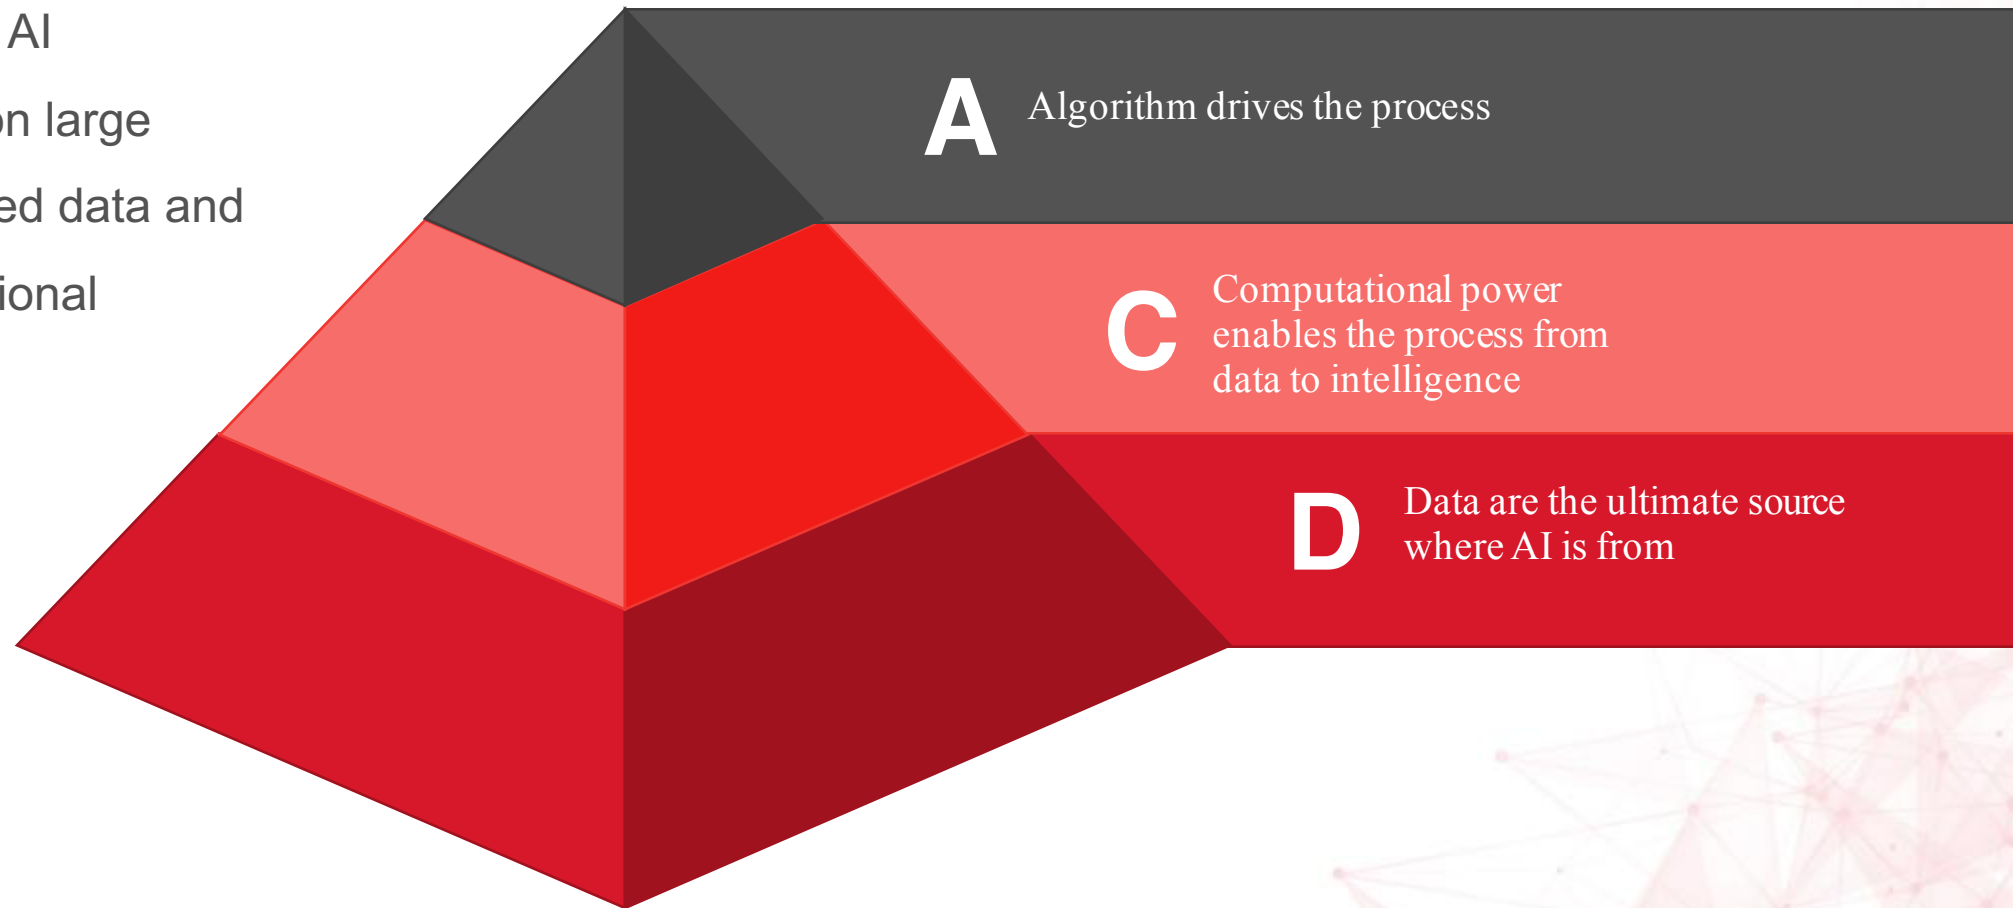 AI
on large
ed data and
ional
A
Algorithm drives the process
C
Computational power
enables the process from
data to intelligence
D
Data are the ultimate source
where AI is from